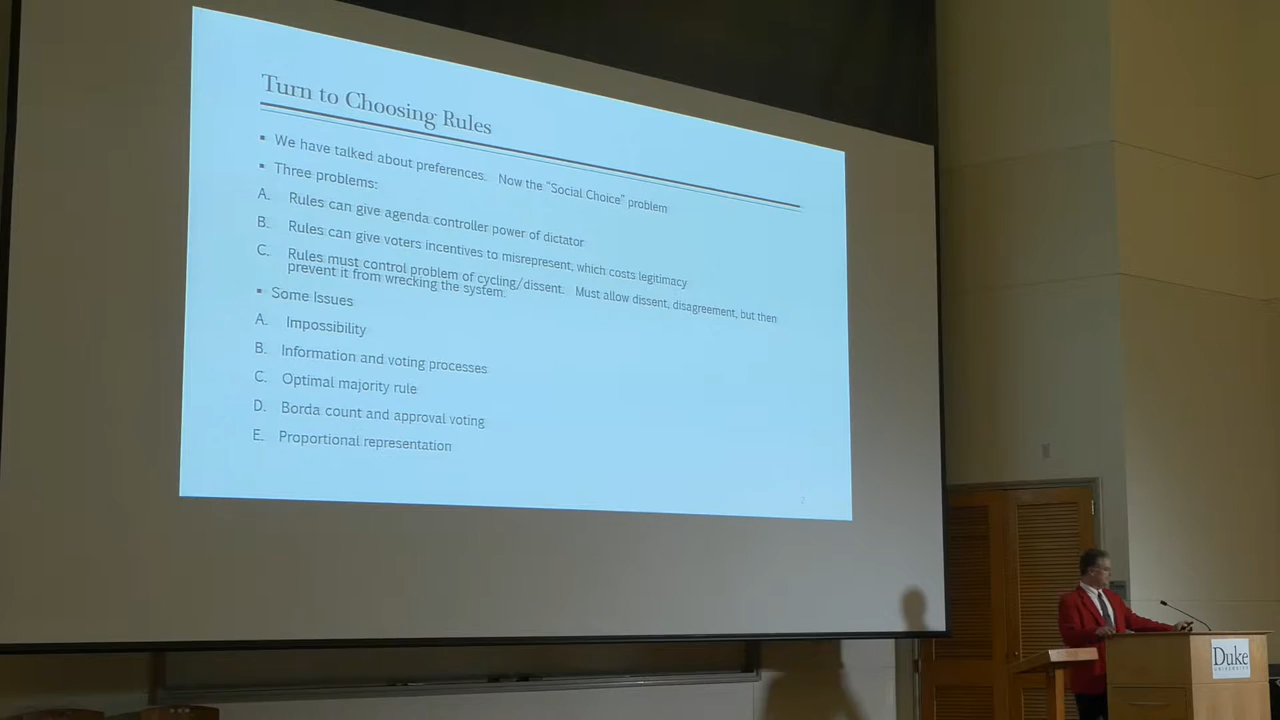 Turn to Choosing Rules
▪ We have talked about preferences. Now the "Social Choice" problem
▪ Three problems:
A. Rules can give agenda controller power of dictator
B. Rules can give voters incentives to misrepresent, which costs legitimacy
C. Rules must control problem of cycling/dissent. Must allow dissent, disagreement, but then
prevent it from wrecking the system.
▪ Some Issues
A. Impossibility
B. Information and voting processes
C. Optimal majority rule
D. Borda count and approval voting
E. Proportional representation
2
Duke
UNIVERSITY